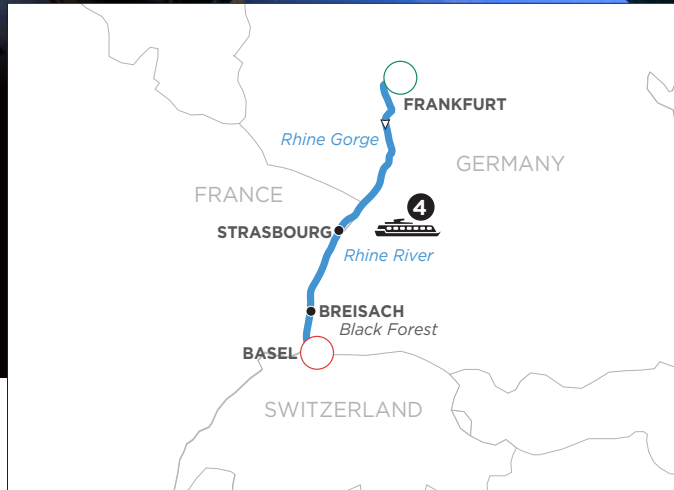 FRANKFURT
Rhine Gorge
GERMANY
FRANCE
4
STRASBOURG
Rhine River
BREISACH
Black Forest
BASEL
SWITZERLAND